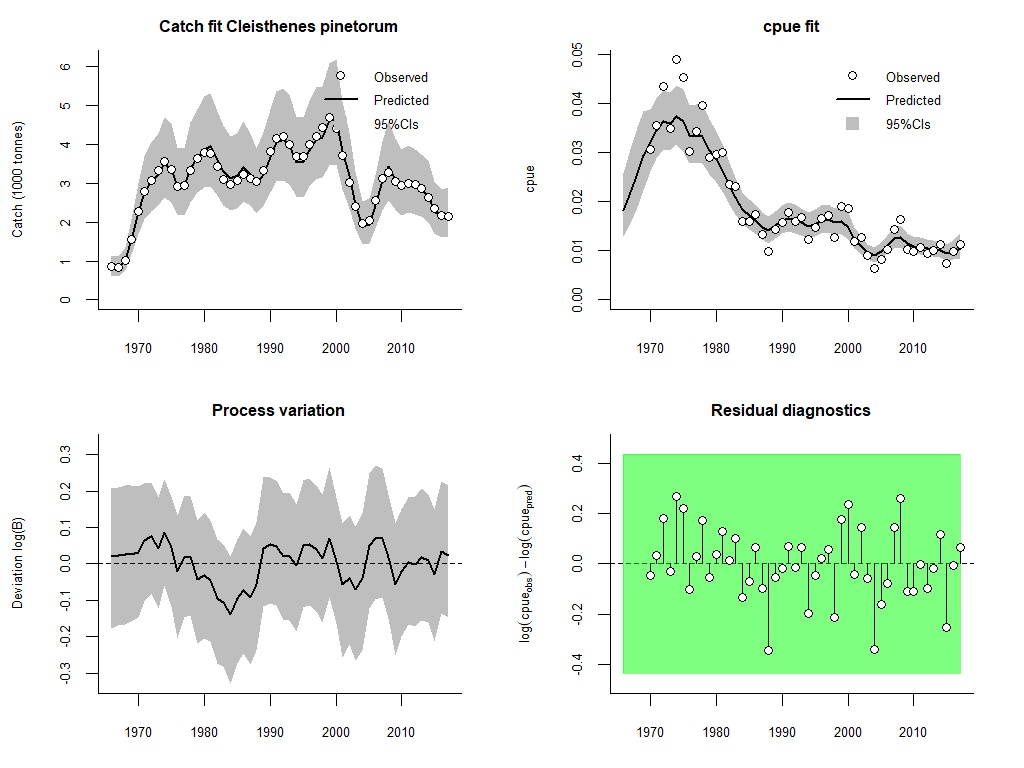 Catch fit Cleisthenes pinetorum
Catch (1000 tonnes)
6
5
4
3
2
1
0
Observed
Predicted
95%CIs
1970 1980 1990 2000 2010
cpue fit
cpue
0.05
0.04
0.03
0.02
0.01
0.00
Observed
Predicted
95%CIs
1970 1980 1990 2000 2010
Process variation
Deviation log(B)
0.3
0.2
0.1
0.0
-0.1
-0.2
-0.3
1970 1980 1990 2000 2010
Residual diagnostics
log(cpue_obs) − log(cpue_pred)
0.4
0.2
0.0
-0.2
-0.4
1970 1980 1990 2000 2010